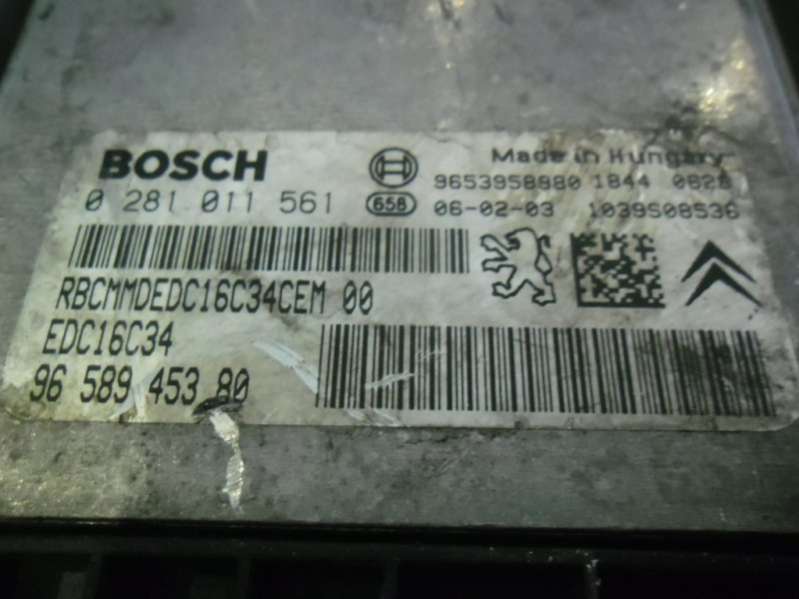 BOSCH
Made in Hungary
0 281 011 561
658
9653958880 1844 0828
06-02-03 1039S08536
RBCMMDEDC16C34CEM 00
EDC16C34
96 589 453 80